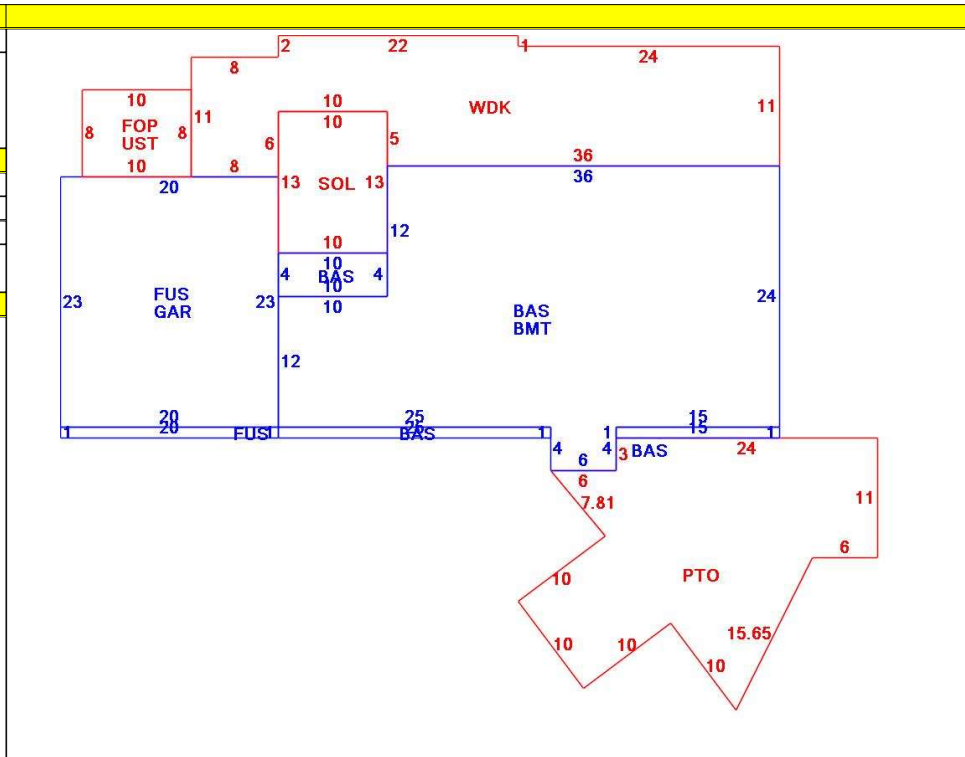 2 22 1 24
8
10 10 WDK 11
FOP 11 10
8 UST 8 6 5
10 8 36
20 13 SOL 13 36
12
10
10
4 BAS 4
10
23 FUS 23 10 24
GAR BAS
BMT
12
20 25 15
1 20 FUS 1 BAS 1 1 15 1
4 4 3 BAS 24
6
6
7.81 11
6
10 PTO
15.65
10 10
10